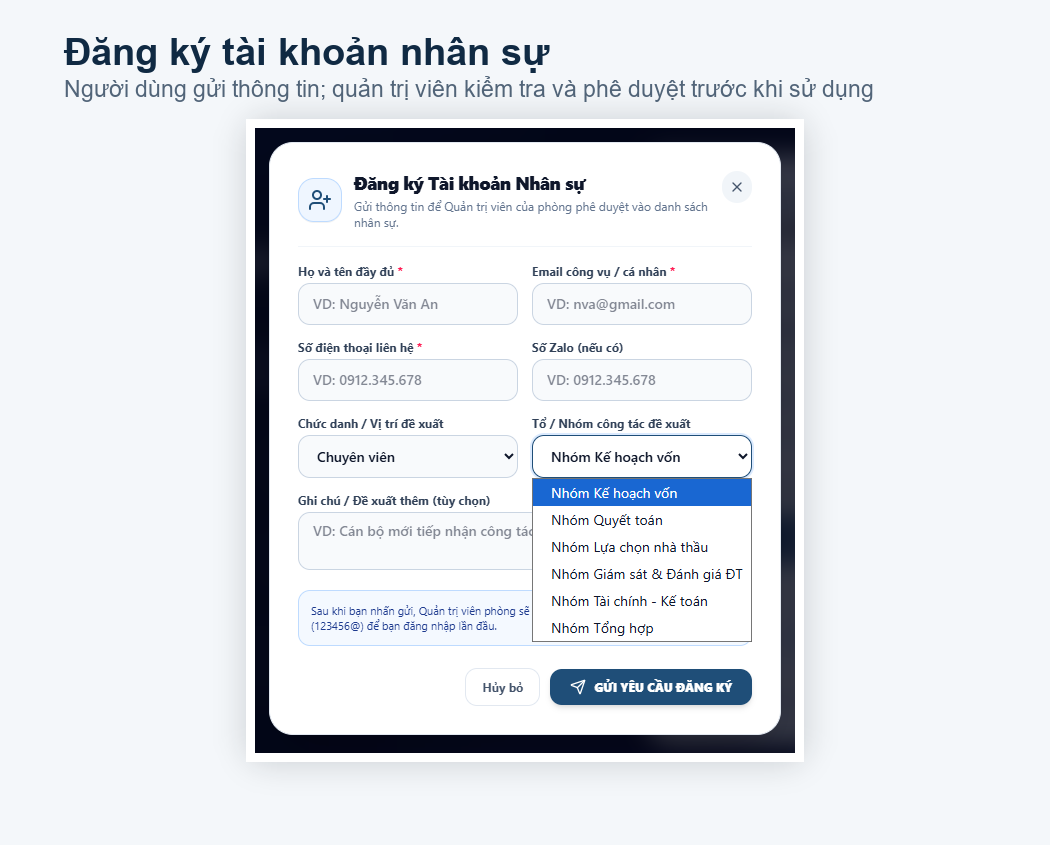 Đăng ký tài khoản nhân sự
Người dùng gửi thông tin; quản trị viên kiểm tra và phê duyệt trước khi sử dụng
Đăng ký Tài khoản Nhân sự
Gửi thông tin để Quản trị viên của phòng phê duyệt vào danh sách
nhân sự.
Họ và tên đầy đủ *
Email công vụ / cá nhân *
VD: Nguyễn Văn An
VD: nva@gmail.com
Số điện thoại liên hệ *
Số Zalo (nếu có)
VD: 0912.345.678
VD: 0912.345.678
Chức danh / Vị trí đề xuất
Tổ / Nhóm công tác đề xuất
Chuyên viên
Nhóm Kế hoạch vốn
Nhóm Kế hoạch vốn
Nhóm Quyết toán
Nhóm Lựa chọn nhà thầu
Nhóm Giám sát & Đánh giá ĐT
Nhóm Tài chính - Kế toán
Nhóm Tổng hợp
Ghi chú / Đề xuất thêm (tùy chọn)
VD: Cán bộ mới tiếp nhận công tác
Sau khi bạn nhấn gửi, Quản trị viên phòng sẽ
(123456@) để bạn đăng nhập lần đầu.
Hủy bỏ
GỬI YÊU CẦU ĐĂNG KÝ